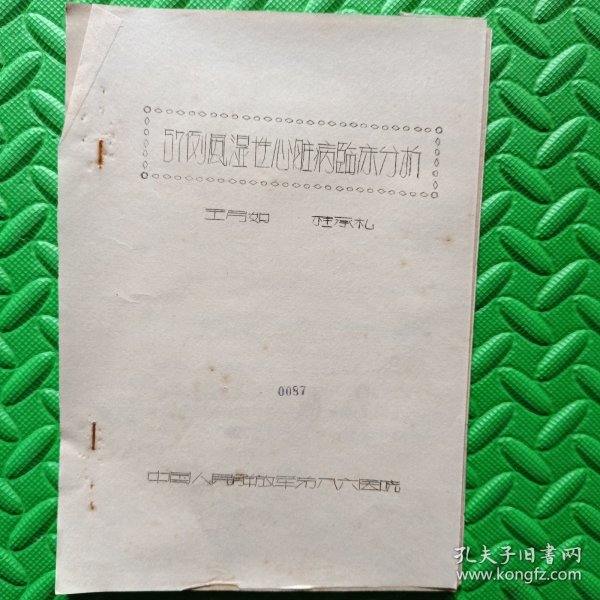 57例风湿性心脏病临床分析
王月如 桂承礼
0087
中国人民解放军第八六医院
孔夫子旧书网
www.kongfz.com